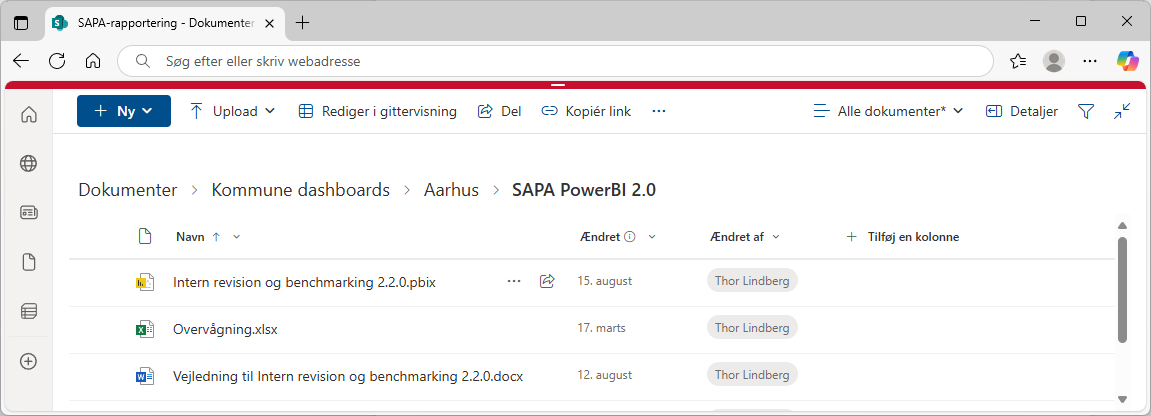 SAPA-rapportering - Dokumenter
Søg efter eller skriv webadresse
Ny Upload Rediger i gittervisning Del Kopiér link Alle dokumenter* Detaljer
Dokumenter > Kommune dashboards > Aarhus > SAPA PowerBI 2.0
Navn Ændret Ændret af Tilføj en kolonne
Intern revision og benchmarking 2.2.0.pbix 15. august Thor Lindberg
Overvågning.xlsx 17. marts Thor Lindberg
Vejledning til Intern revision og benchmarking 2.2.0.docx 12. august Thor Lindberg